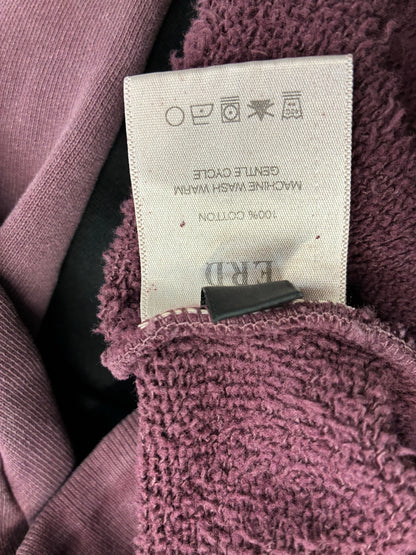 ERD
100% COTTON
MACHINE WASH WARM
GENTLE CYCLE